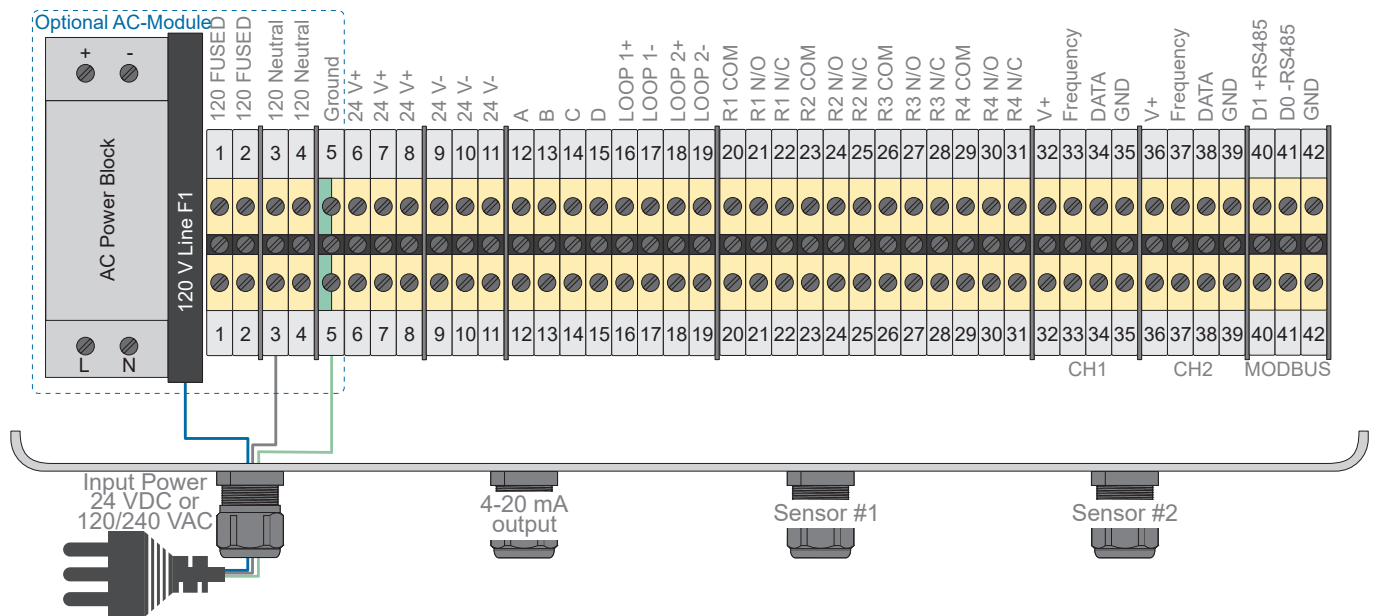 Optional AC-Module
+ -
AC Power Block
L N
120 V Line F1
120 FUSED
120 FUSED
120 Neutral
120 Neutral
Ground
24 V+
24 V+
24 V+
24 V-
24 V-
24 V-
A
B
C
D
LOOP 1+
LOOP 1-
LOOP 2+
LOOP 2-
R1 COM
R1 N/O
R1 N/C
R2 COM
R2 N/O
R2 N/C
R3 COM
R3 N/O
R3 N/C
R4 COM
R4 N/O
R4 N/C
V+
Frequency
DATA
GND
V+
Frequency
DATA
GND
D1 +RS485
D0 -RS485
GND
1 2 3 4 5 6 7 8 9 10 11 12 13 14 15 16 17 18 19 20 21 22 23 24 25 26 27 28 29 30 31 32 33 34 35 36 37 38 39 40 41 42
1 2 3 4 5 6 7 8 9 10 11 12 13 14 15 16 17 18 19 20 21 22 23 24 25 26 27 28 29 30 31 32 33 34 35 36 37 38 39 40 41 42
CH1 CH2 MODBUS
Input Power
24 VDC or
120/240 VAC
4-20 mA
output
Sensor #1
Sensor #2